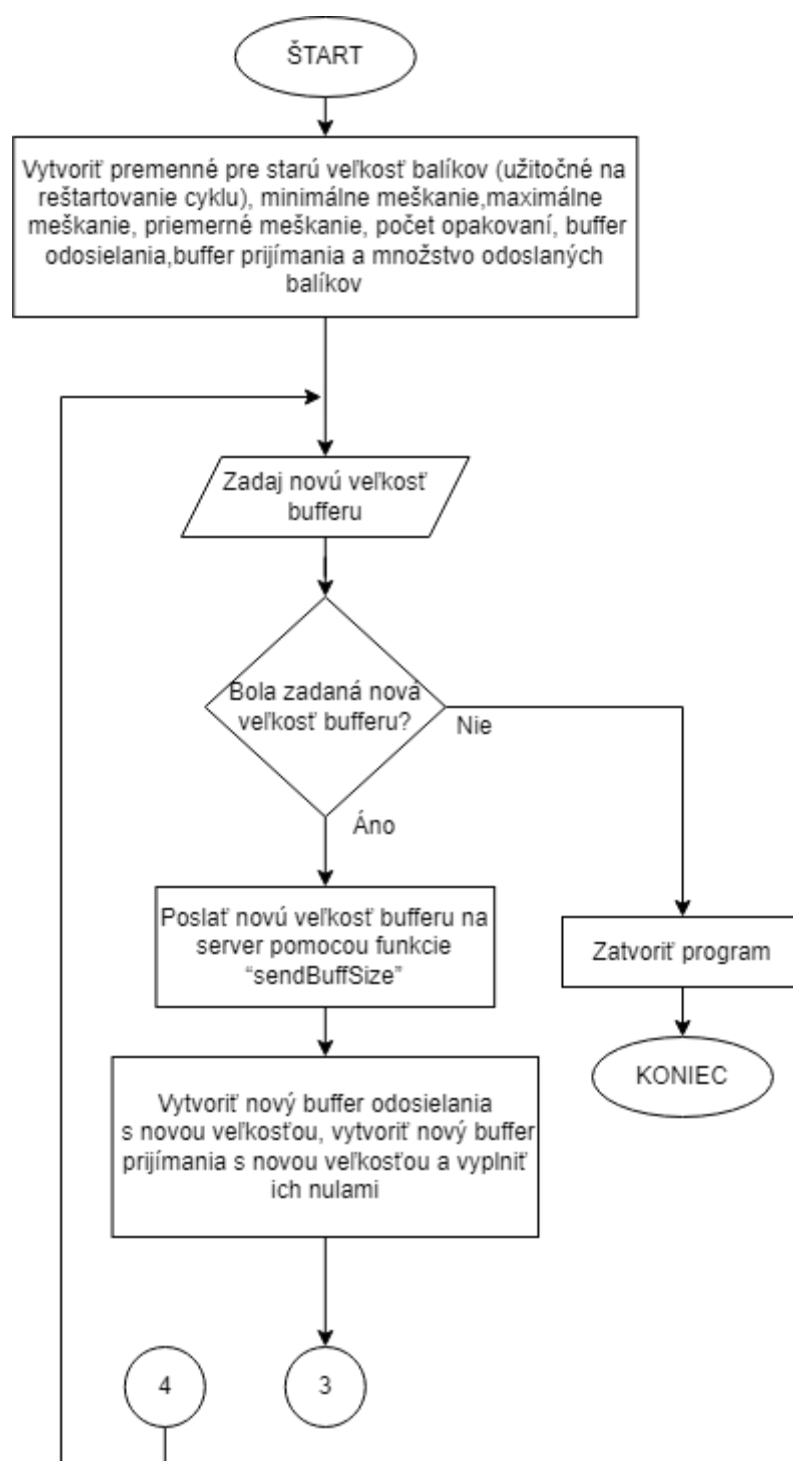 ŠTART
Vytvoriť premenné pre starú veľkosť balíkov (užitočné na
reštartovanie cyklu), minimálne meškanie,maximálne
meškanie, priemerné meškanie, počet opakovaní, buffer
odosielania,buffer prijímania a množstvo odoslaných
balíkov
Zadaj novú veľkosť
bufferu
Bola zadaná nová
veľkosť bufferu?
Nie
Áno
Poslať novú veľkosť bufferu na
server pomocou funkcie
“sendBuffSize”
Zatvoriť program
KONIEC
Vytvoriť nový buffer odosielania
s novou veľkosťou, vytvoriť nový buffer
prijímania s novou veľkosťou a vyplniť
ich nulami
4
3